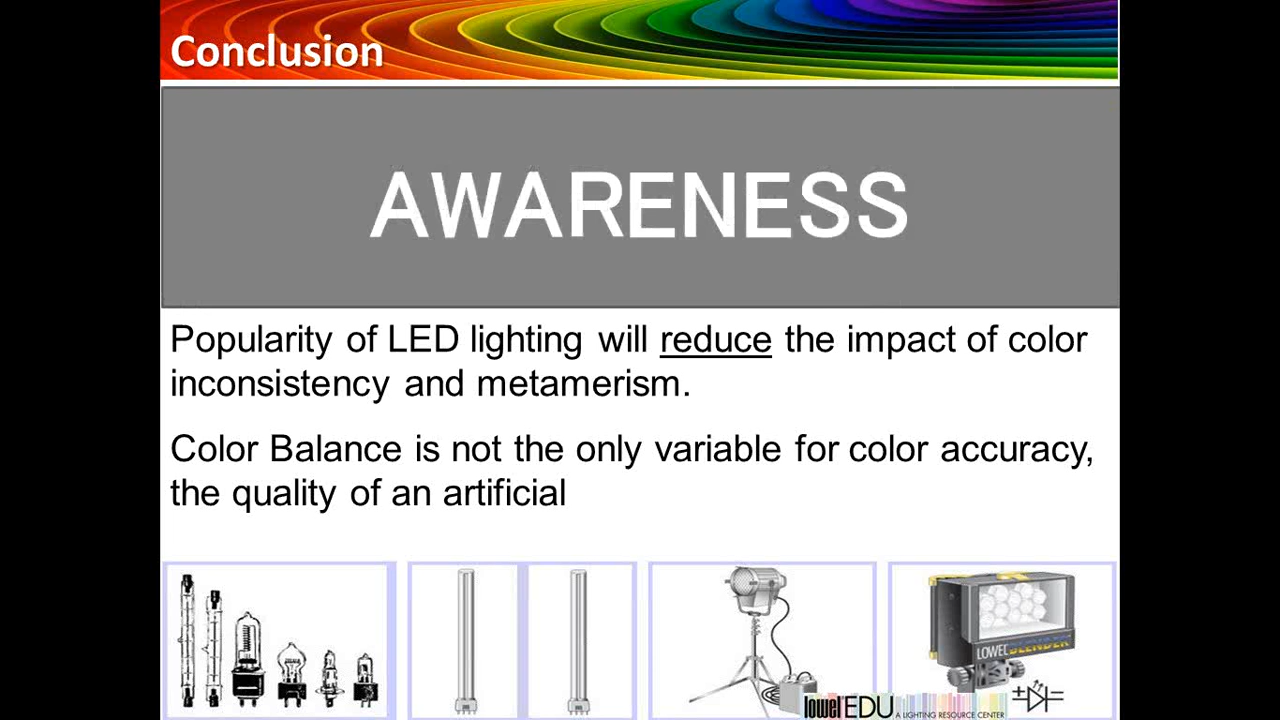 Conclusion
AWARENESS
Popularity of LED lighting will reduce the impact of color
inconsistency and metamerism.
Color Balance is not the only variable for color accuracy,
the quality of an artificial
LOWEL BLENDER
lowel EDU A LIGHTING RESOURCE CENTER